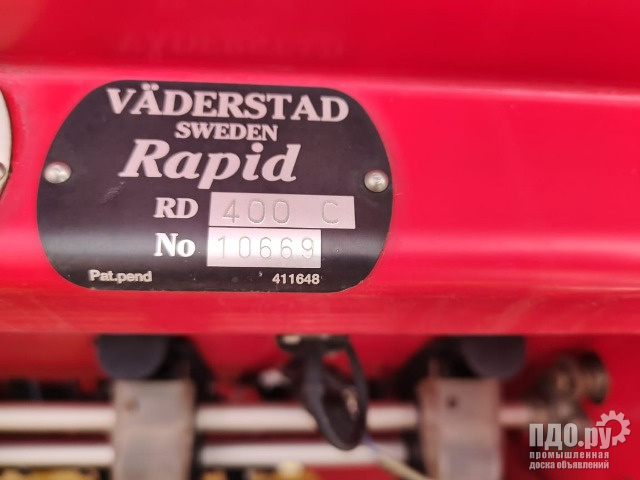 VÄDERSTAD
SWEDEN
Rapid
RD 400 C
No 10669
Pat.pend 411648
ПДО.ру
промышленная
доска объявлений